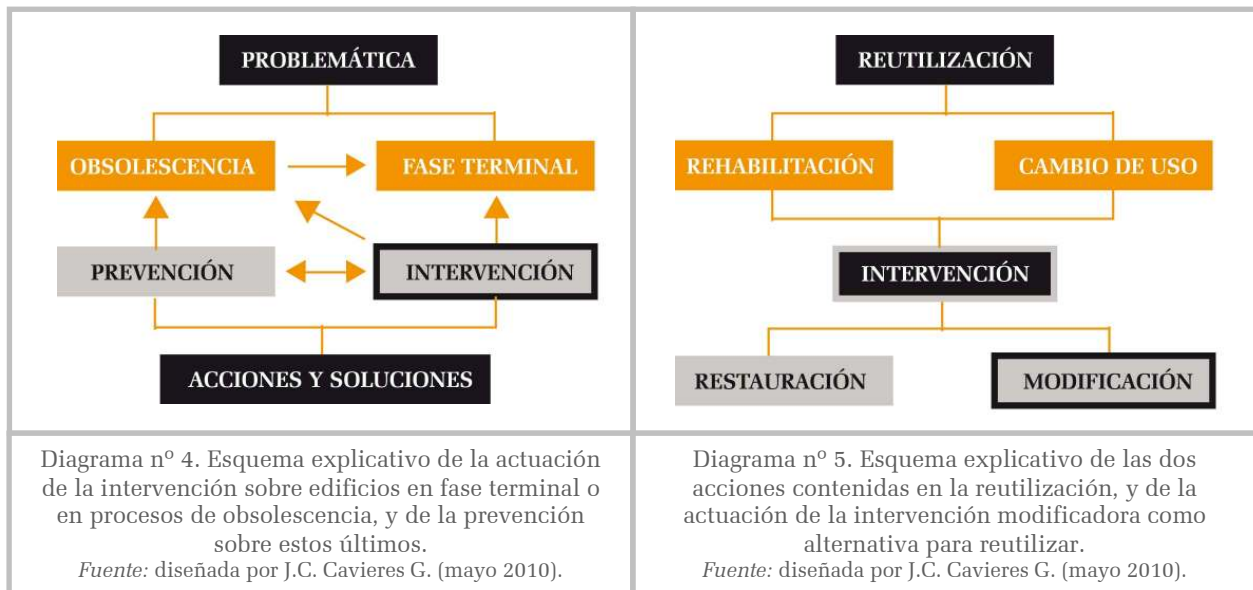 PROBLEMÁTICA
OBSOLESCENCIA
FASE TERMINAL
PREVENCIÓN
INTERVENCIÓN
ACCIONES Y SOLUCIONES
Diagrama nº 4. Esquema explicativo de la actuación
de la intervención sobre edificios en fase terminal o
en procesos de obsolescencia, y de la prevención
sobre estos últimos.
Fuente: diseñada por J.C. Cavieres G. (mayo 2010).
REUTILIZACIÓN
REHABILITACIÓN
CAMBIO DE USO
INTERVENCIÓN
RESTAURACIÓN
MODIFICACIÓN
Diagrama nº 5. Esquema explicativo de las dos
acciones contenidas en la reutilización, y de la
actuación de la intervención modificadora como
alternativa para reutilizar.
Fuente: diseñada por J.C. Cavieres G. (mayo 2010).